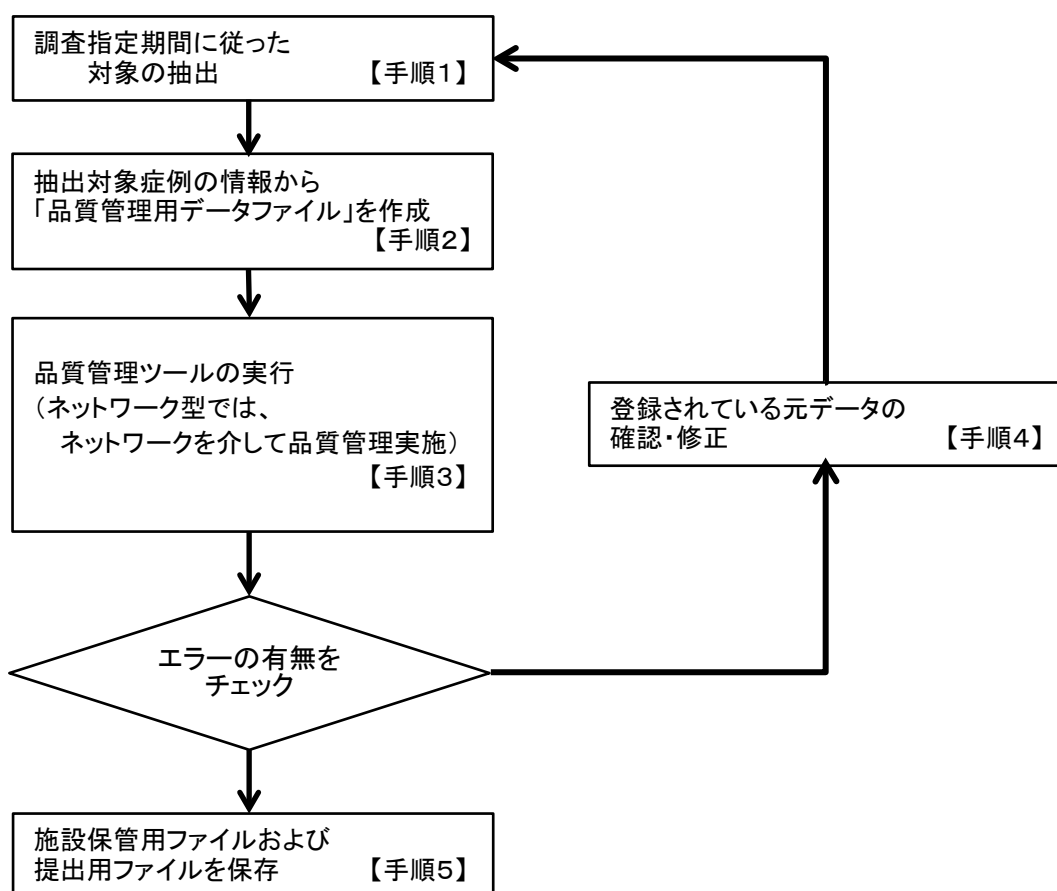 調査指定期間に従った
対象の抽出 【手順１】
抽出対象症例の情報から
「品質管理用データファイル」を作成
【手順２】
品質管理ツールの実行
（ネットワーク型では、
ネットワークを介して品質管理実施）
【手順３】
登録されている元データの
確認・修正 【手順４】
エラーの有無を
チェック
施設保管用ファイルおよび
提出用ファイルを保存 【手順５】